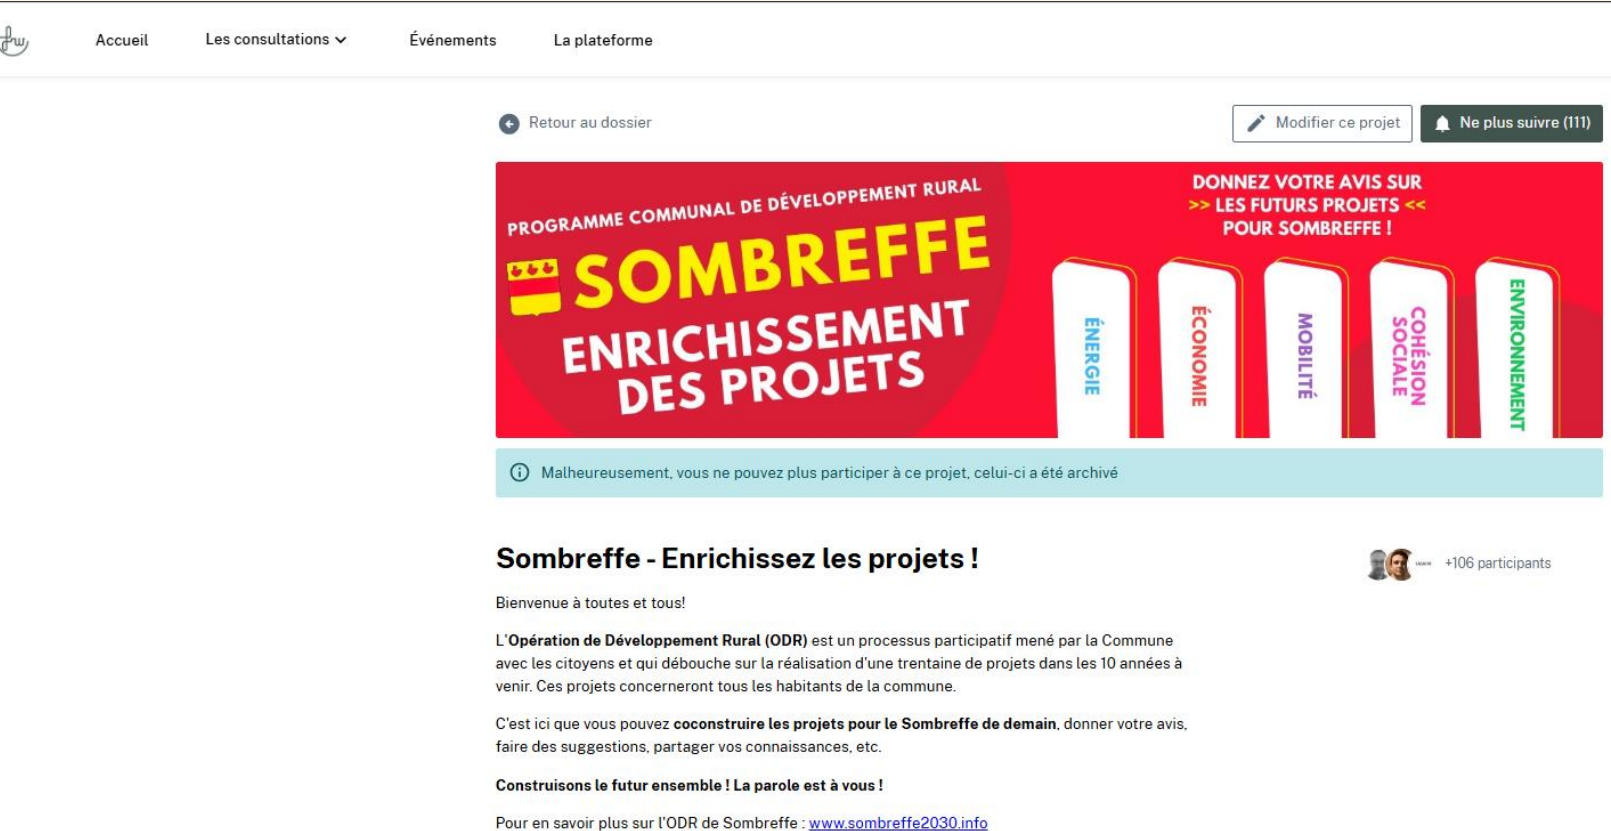 frw
Accueil
Les consultations
Événements
La plateforme
Retour au dossier
Modifier ce projet
Ne plus suivre (111)
PROGRAMME COMMUNAL DE DÉVELOPPEMENT RURAL
SOMBREFFE
ENRICHISSEMENT
DES PROJETS
DONNEZ VOTRE AVIS SUR
>> LES FUTURS PROJETS <<
POUR SOMBREFFE !
ÉNERGIE
ÉCONOMIE
MOBILITÉ
COHÉSION
SOCIALE
ENVIRONNEMENT
Malheureusement, vous ne pouvez plus participer à ce projet, celui-ci a été archivé
Sombreffe - Enrichissez les projets !
+106 participants
Bienvenue à toutes et tous!
L'Opération de Développement Rural (ODR) est un processus participatif mené par la Commune
avec les citoyens et qui débouche sur la réalisation d'une trentaine de projets dans les 10 années à
venir. Ces projets concerneront tous les habitants de la commune.
C'est ici que vous pouvez coconstruire les projets pour le Sombreffe de demain, donner votre avis,
faire des suggestions, partager vos connaissances, etc.
Construisons le futur ensemble ! La parole est à vous !
Pour en savoir plus sur l'ODR de Sombreffe : www.sombreffe2030.info